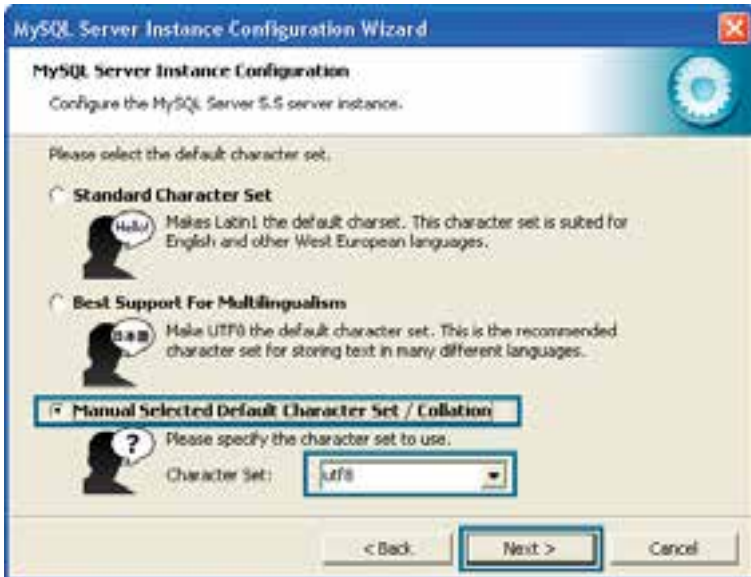 MySQL Server Instance Configuration Wizard
MySQL Server Instance Configuration
Configure the MySQL Server 5.5 server instance.
Please select the default character set.
Standard Character Set
Hello!
Makes Latin1 the default charset. This character set is suited for
English and other West European languages.
Best Support For Multilingualism
日本語
Make UTF8 the default character set. This is the recommended
character set for storing text in many different languages.
Manual Selected Default Character Set / Collation
?
Please specify the character set to use.
Character Set:
utf8
< Back
Next >
Cancel